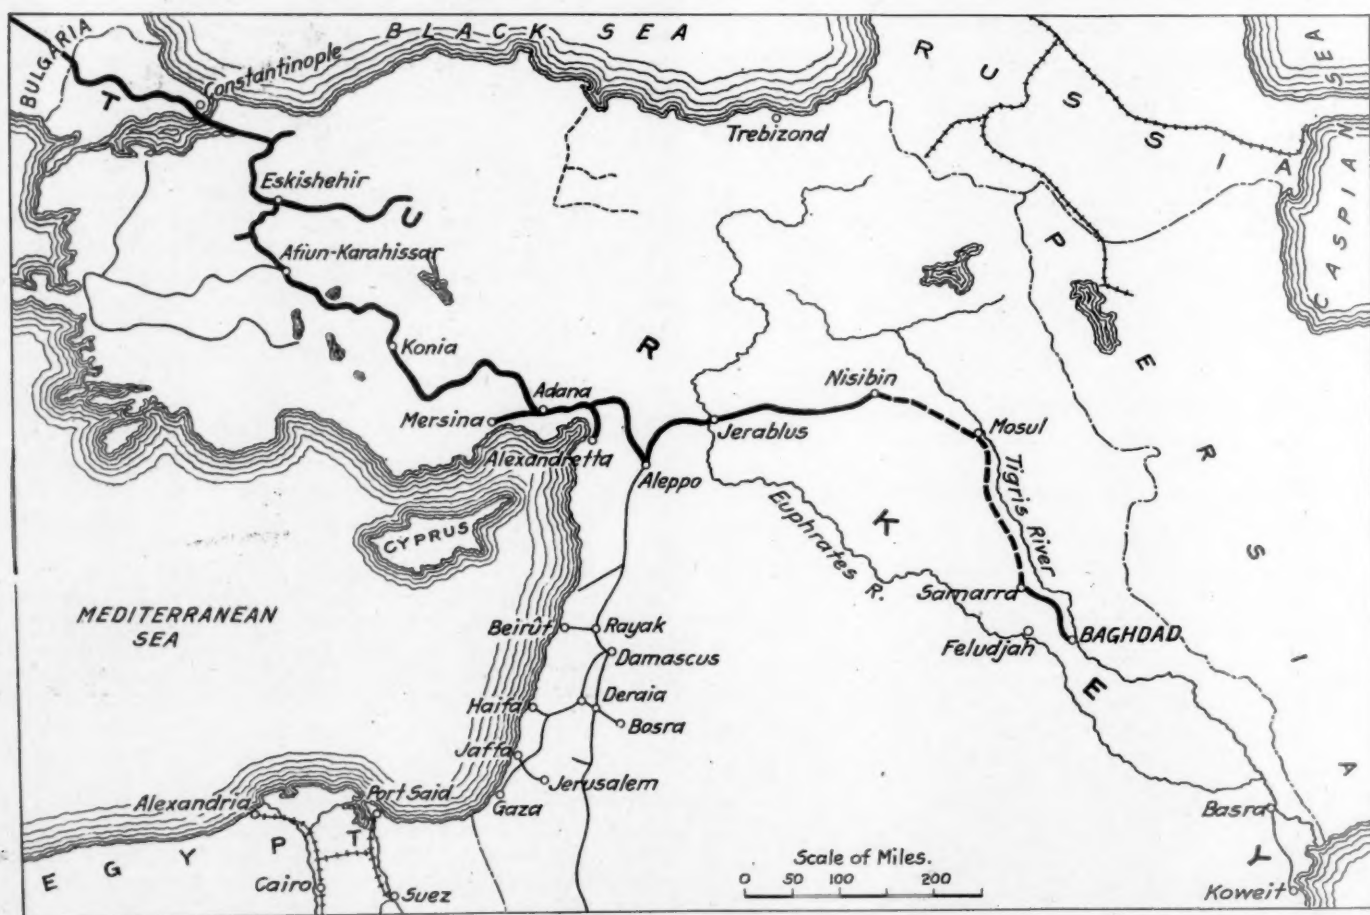 BLACK SEA
BULGARIA
Constantinople
Trebizond
RUSSIA
CASPIAN SEA
Eskishehir
Afiun-Karahissar
Konia
TURKEY
PERSIA
Nisibin
Adana
Mersina
Jerablus
Mosul
Alexandretta
Aleppo
Tigris River
Euphrates R.
CYPRUS
Samarra
MEDITERRANEAN
SEA
Beirût
Rayak
Feludjah
BAGHDAD
Damascus
Deraia
Haifa
Bosra
Jaffa
Jerusalem
Gaza
Alexandria
Port Said
Basra
EGYPT
Scale of Miles.
0 50 100 200
Cairo
Suez
Koweit